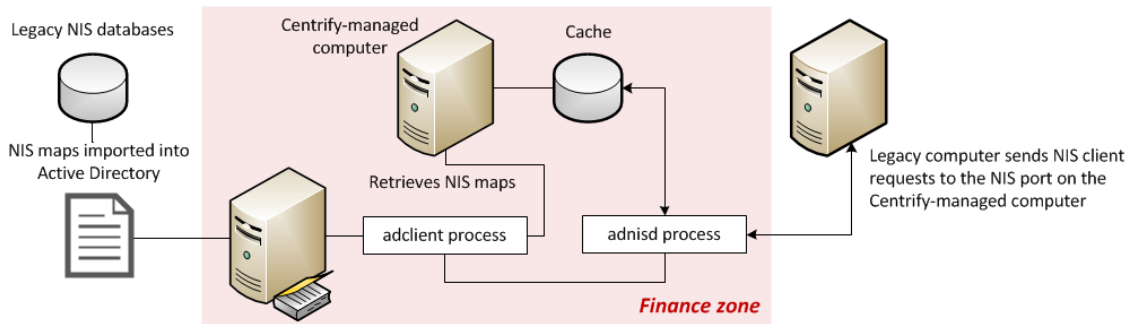 Legacy NIS databases
NIS maps imported into
Active Directory
Centrify-managed
computer
Cache
Retrieves NIS maps
adclient process
adnisd process
Finance zone
Legacy computer sends NIS client
requests to the NIS port on the
Centrify-managed computer